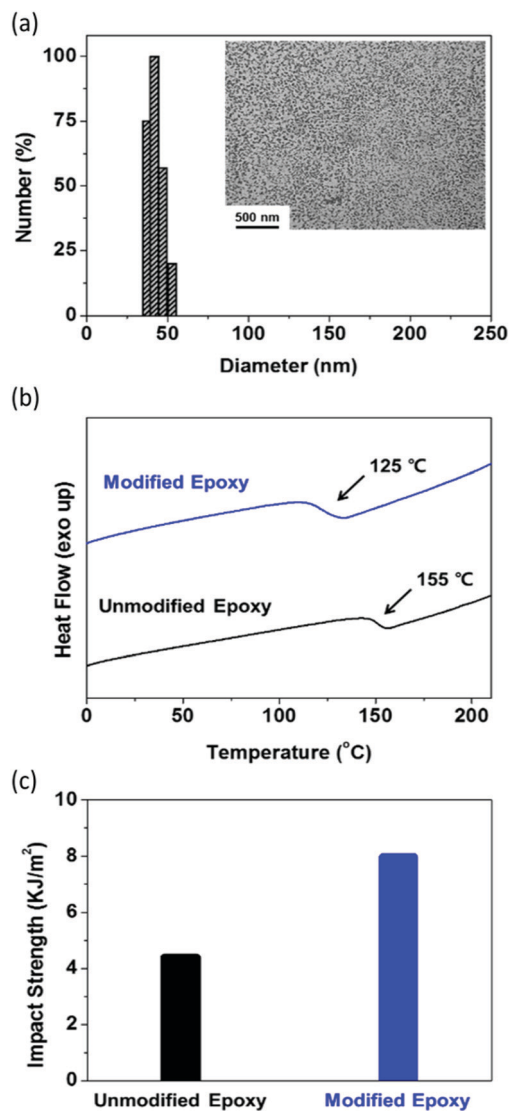 (a)
Number (%)
100
75
50
25
0
500 nm
0 50 100 150 200 250
Diameter (nm)
(b)
Heat Flow (exo up)
Modified Epoxy
125 ℃
Unmodified Epoxy
155 ℃
0 50 100 150 200
Temperature (°C)
(c)
Impact Strength (KJ/m²)
10
8
6
4
2
0
Unmodified Epoxy Modified Epoxy